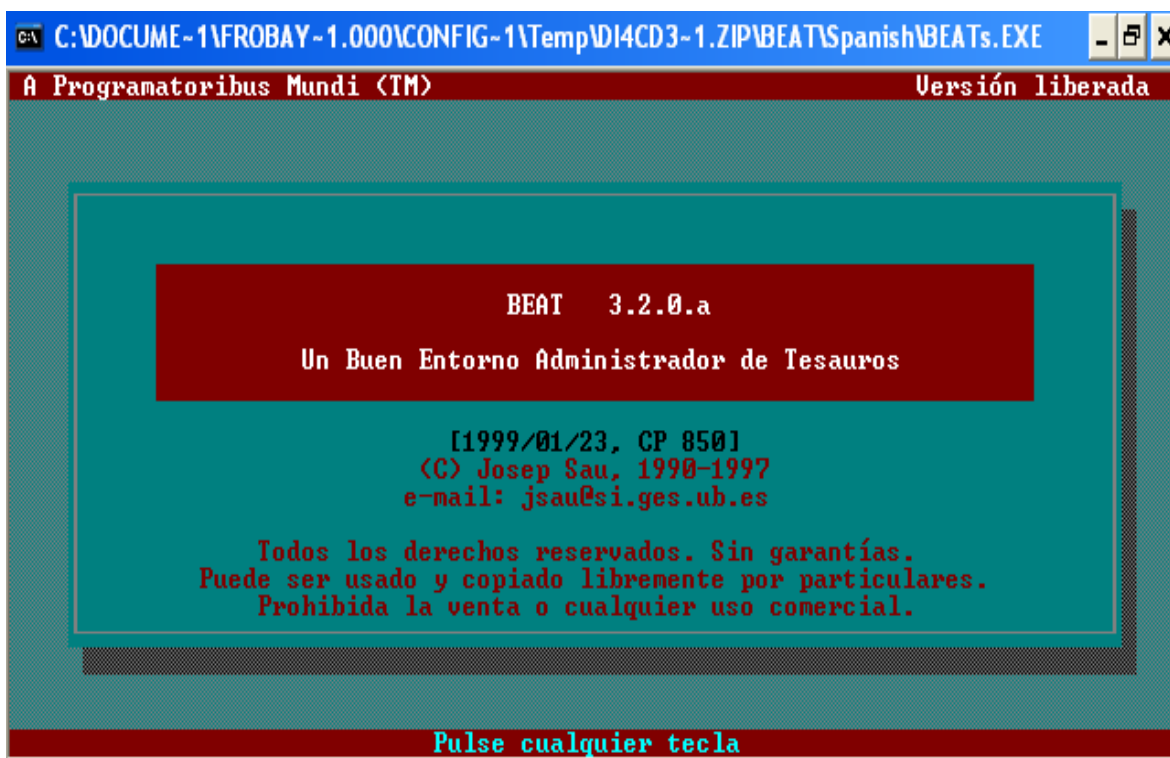 C:\DOCUME~1\FROBAY~1.000\CONFIG~1\Temp\DI4CD3~1.ZIP\BEAT\Spanish\BEATs.EXE
A Programatoribus Mundi (TM) Versión liberada
BEAT 3.2.0.a
Un Buen Entorno Administrador de Tesauros
[1999/01/23, CP 850]
(C) Josep Sau, 1990-1997
e-mail: jsau@si.ges.ub.es
Todos los derechos reservados. Sin garantías.
Puede ser usado y copiado libremente por particulares.
Prohibida la venta o cualquier uso comercial.
Pulse cualquier tecla